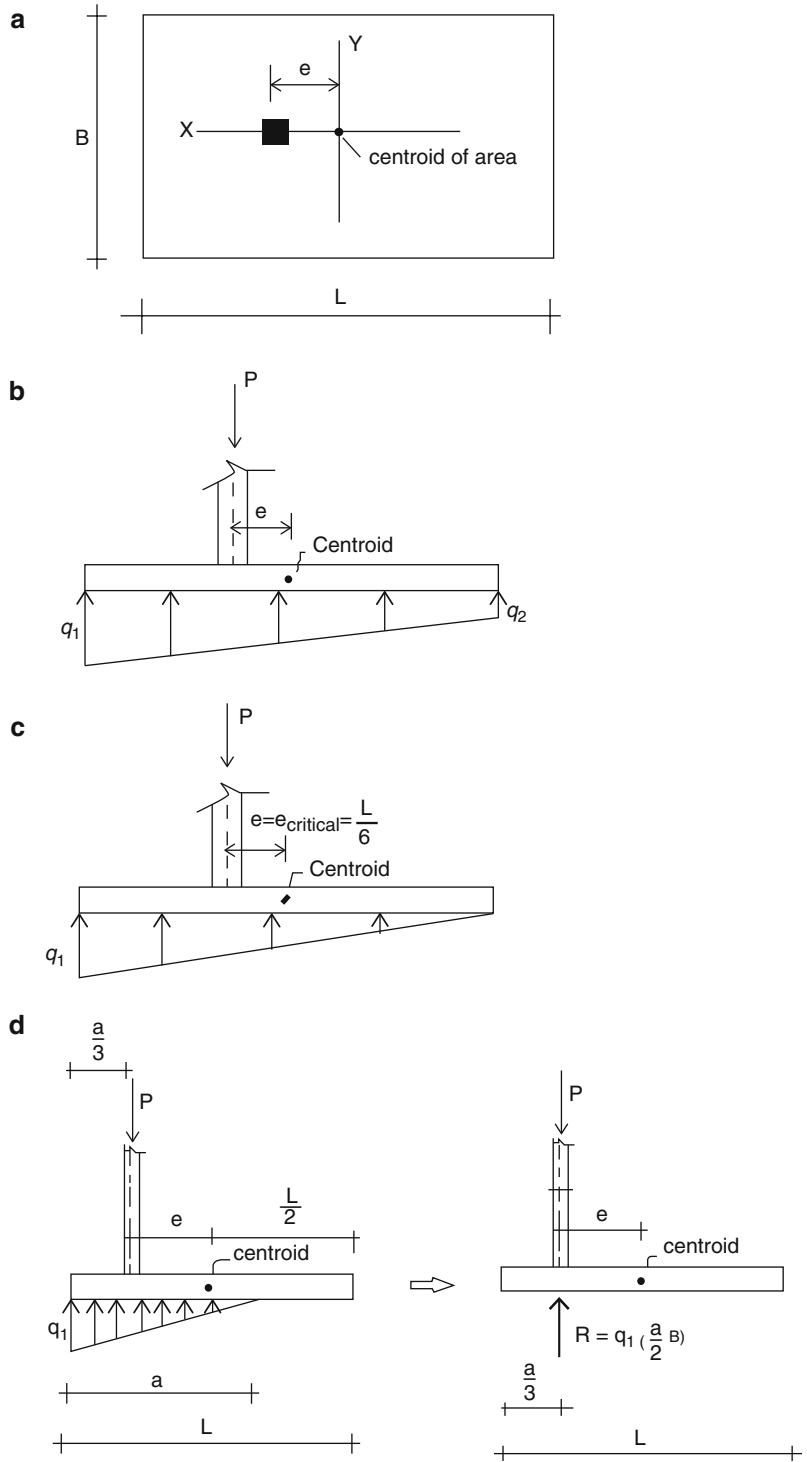 a
Y
e
X
B
centroid of area
L
b
P
e
Centroid
q1
q2
c
P
e=ecritical= L/6
Centroid
q1
d
a/3
P
e
L/2
centroid
q1
a
L
P
e
centroid
R = q1 ( a/2 B)
a/3
L